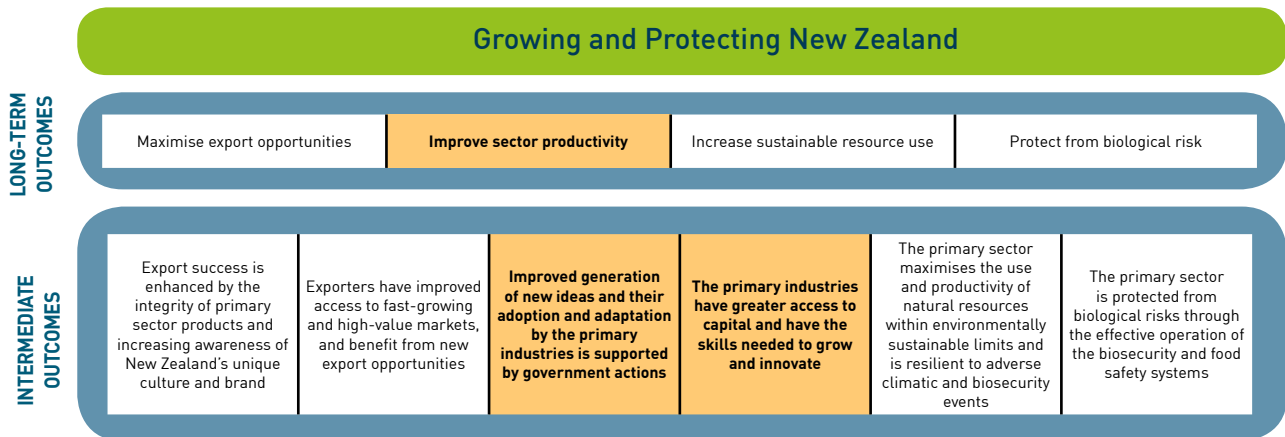 Growing and Protecting New Zealand
LONG-TERM
OUTCOMES
Maximise export opportunities
Improve sector productivity
Increase sustainable resource use
Protect from biological risk
INTERMEDIATE
OUTCOMES
Export success is
enhanced by the
integrity of primary
sector products and
increasing awareness of
New Zealand's unique
culture and brand
Exporters have improved
access to fast-growing
and high-value markets,
and benefit from new
export opportunities
Improved generation
of new ideas and their
adoption and adaptation
by the primary
industries is supported
by government actions
The primary industries
have greater access to
capital and have the
skills needed to grow
and innovate
The primary sector
maximises the use
and productivity of
natural resources
within environmentally
sustainable limits and
is resilient to adverse
climatic and biosecurity
events
The primary sector
is protected from
biological risks through
the effective operation of
the biosecurity and food
safety systems